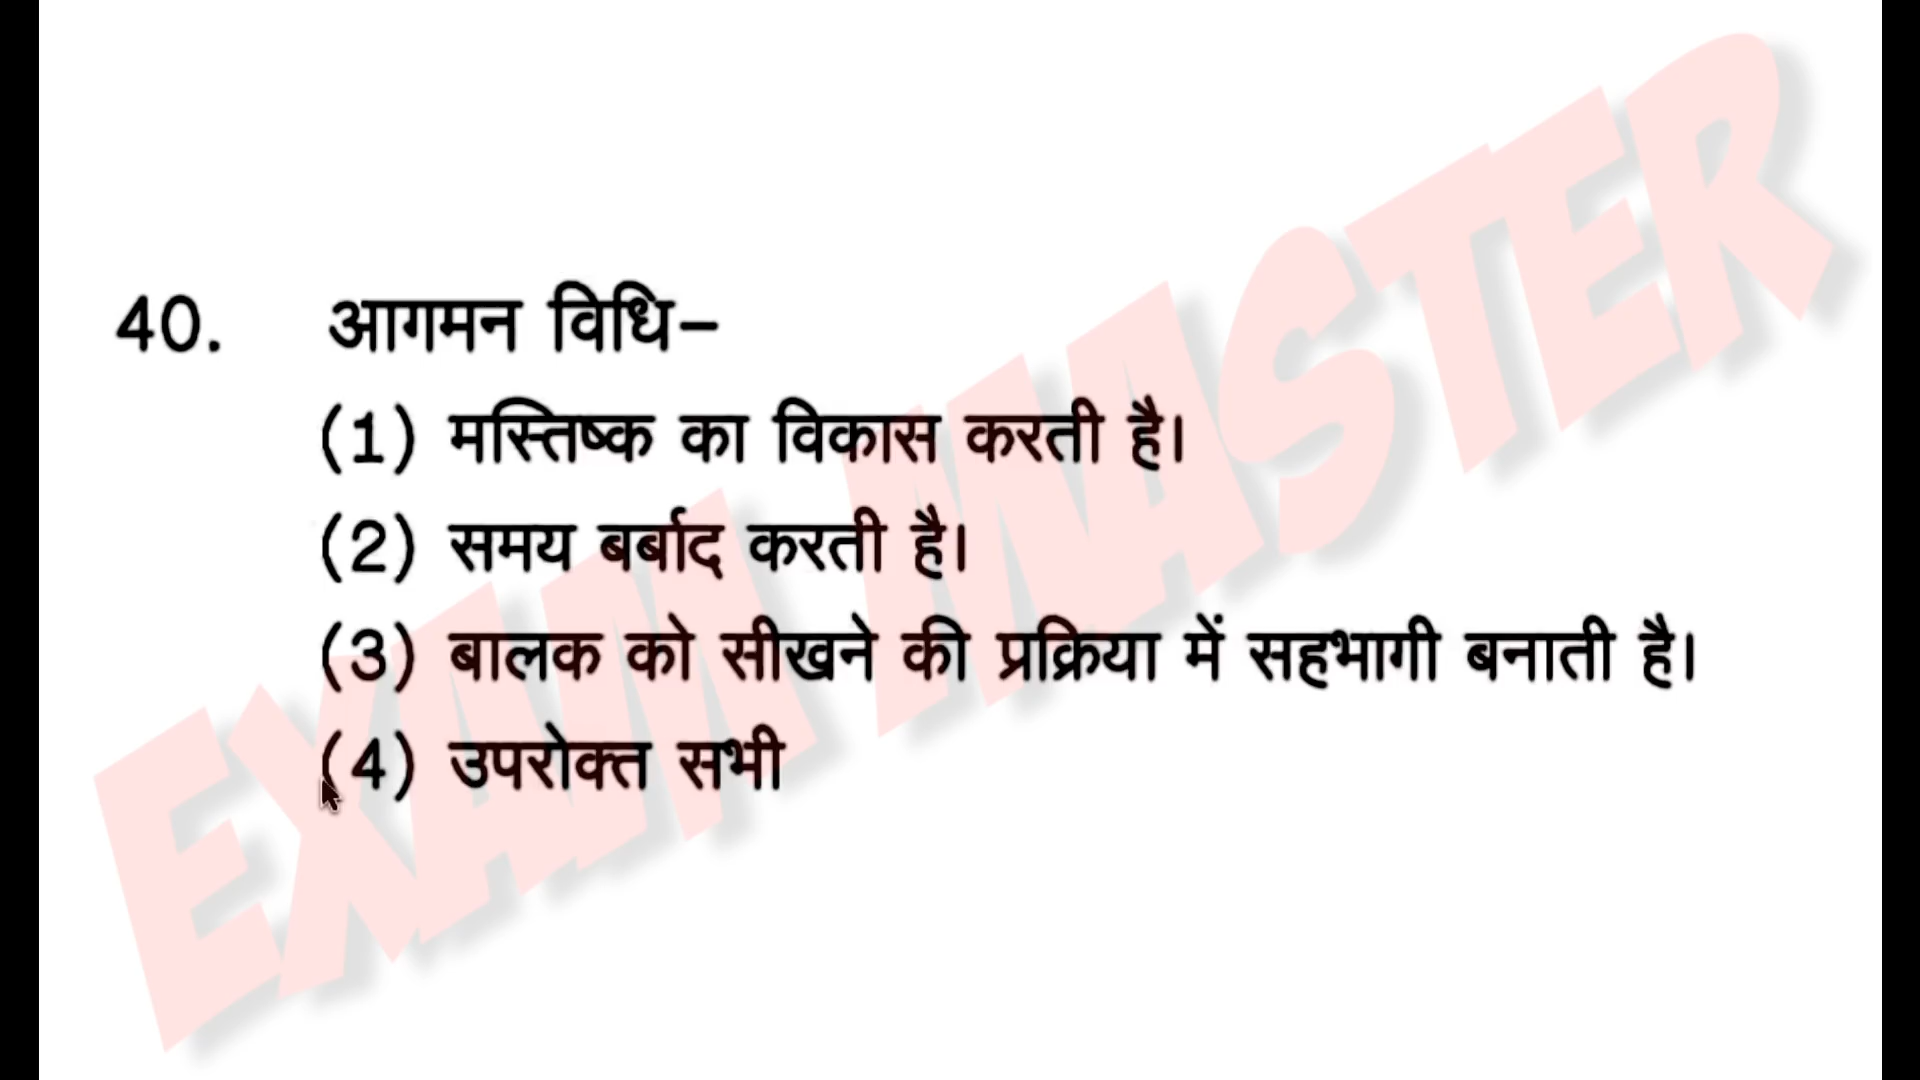 40. आगमन विधि–
(1) मस्तिष्क का विकास करती है।
(2) समय बर्बाद करती है।
(3) बालक को सीखने की प्रक्रिया में सहभागी बनाती है।
(4) उपरोक्त सभी
EXAM MASTER